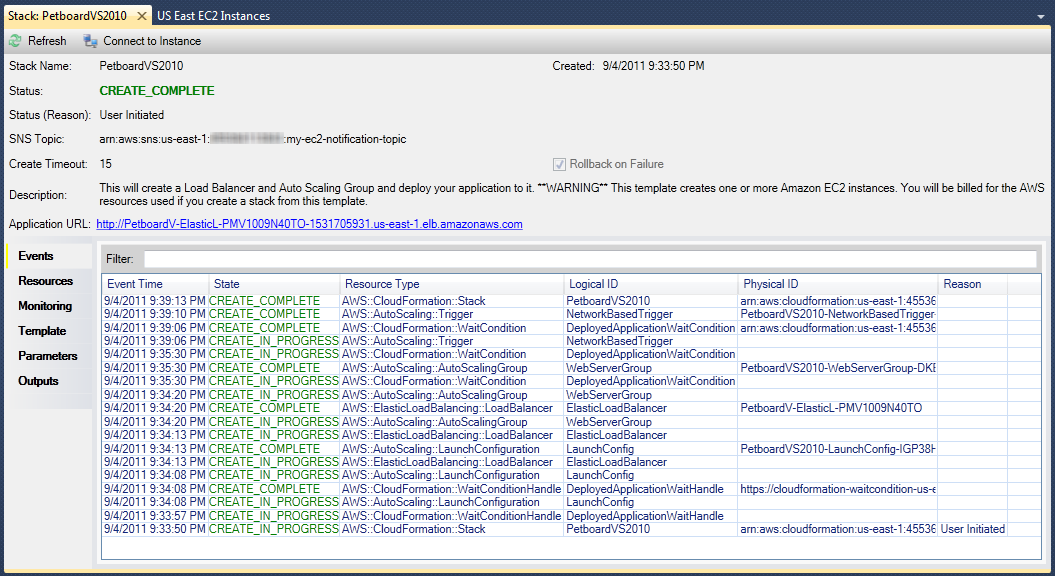 Stack: PetboardVS2010 US East EC2 Instances
Refresh Connect to Instance
Stack Name: PetboardVS2010 Created: 9/4/2011 9:33:50 PM
Status: CREATE_COMPLETE
Status (Reason): User Initiated
SNS Topic: arn:aws:sns:us-east-1: :my-ec2-notification-topic
Create Timeout: 15 Rollback on Failure
Description: This will create a Load Balancer and Auto Scaling Group and deploy your application to it. **WARNING** This template creates one or more Amazon EC2 instances. You will be billed for the AWS
resources used if you create a stack from this template.
Application URL: http://PetboardV-ElasticL-PMV1009N40TO-1531705931.us-east-1.elb.amazonaws.com
Events
Resources
Monitoring
Template
Parameters
Outputs
Filter:
Event Time State Resource Type Logical ID Physical ID Reason
9/4/2011 9:39:13 PM CREATE_COMPLETE AWS::CloudFormation::Stack PetboardVS2010 arn:aws:cloudformation:us-east-1:45536
9/4/2011 9:39:10 PM CREATE_COMPLETE AWS::AutoScaling::Trigger NetworkBasedTrigger PetboardVS2010-NetworkBasedTrigger-
9/4/2011 9:39:06 PM CREATE_COMPLETE AWS::CloudFormation::WaitCondition DeployedApplicationWaitCondition arn:aws:cloudformation:us-east-1:45536
9/4/2011 9:39:06 PM CREATE_IN_PROGRESS AWS::AutoScaling::Trigger NetworkBasedTrigger
9/4/2011 9:35:30 PM CREATE_IN_PROGRESS AWS::CloudFormation::WaitCondition DeployedApplicationWaitCondition
9/4/2011 9:35:30 PM CREATE_COMPLETE AWS::AutoScaling::AutoScalingGroup WebServerGroup PetboardVS2010-WebServerGroup-DKE
9/4/2011 9:35:30 PM CREATE_IN_PROGRESS AWS::CloudFormation::WaitCondition DeployedApplicationWaitCondition
9/4/2011 9:34:20 PM CREATE_IN_PROGRESS AWS::AutoScaling::AutoScalingGroup WebServerGroup
9/4/2011 9:34:20 PM CREATE_COMPLETE AWS::ElasticLoadBalancing::LoadBalancer ElasticLoadBalancer PetboardV-ElasticL-PMV1009N40TO
9/4/2011 9:34:20 PM CREATE_IN_PROGRESS AWS::AutoScaling::AutoScalingGroup WebServerGroup
9/4/2011 9:34:13 PM CREATE_IN_PROGRESS AWS::ElasticLoadBalancing::LoadBalancer ElasticLoadBalancer
9/4/2011 9:34:13 PM CREATE_COMPLETE AWS::AutoScaling::LaunchConfiguration LaunchConfig PetboardVS2010-LaunchConfig-IGP38H
9/4/2011 9:34:13 PM CREATE_IN_PROGRESS AWS::ElasticLoadBalancing::LoadBalancer ElasticLoadBalancer
9/4/2011 9:34:08 PM CREATE_IN_PROGRESS AWS::AutoScaling::LaunchConfiguration LaunchConfig
9/4/2011 9:34:08 PM CREATE_COMPLETE AWS::CloudFormation::WaitConditionHandle DeployedApplicationWaitHandle https://cloudformation-waitcondition-us-e
9/4/2011 9:34:08 PM CREATE_IN_PROGRESS AWS::AutoScaling::LaunchConfiguration LaunchConfig
9/4/2011 9:33:57 PM CREATE_IN_PROGRESS AWS::CloudFormation::WaitConditionHandle DeployedApplicationWaitHandle
9/4/2011 9:33:50 PM CREATE_IN_PROGRESS AWS::CloudFormation::Stack PetboardVS2010 arn:aws:cloudformation:us-east-1:45536 User Initiated